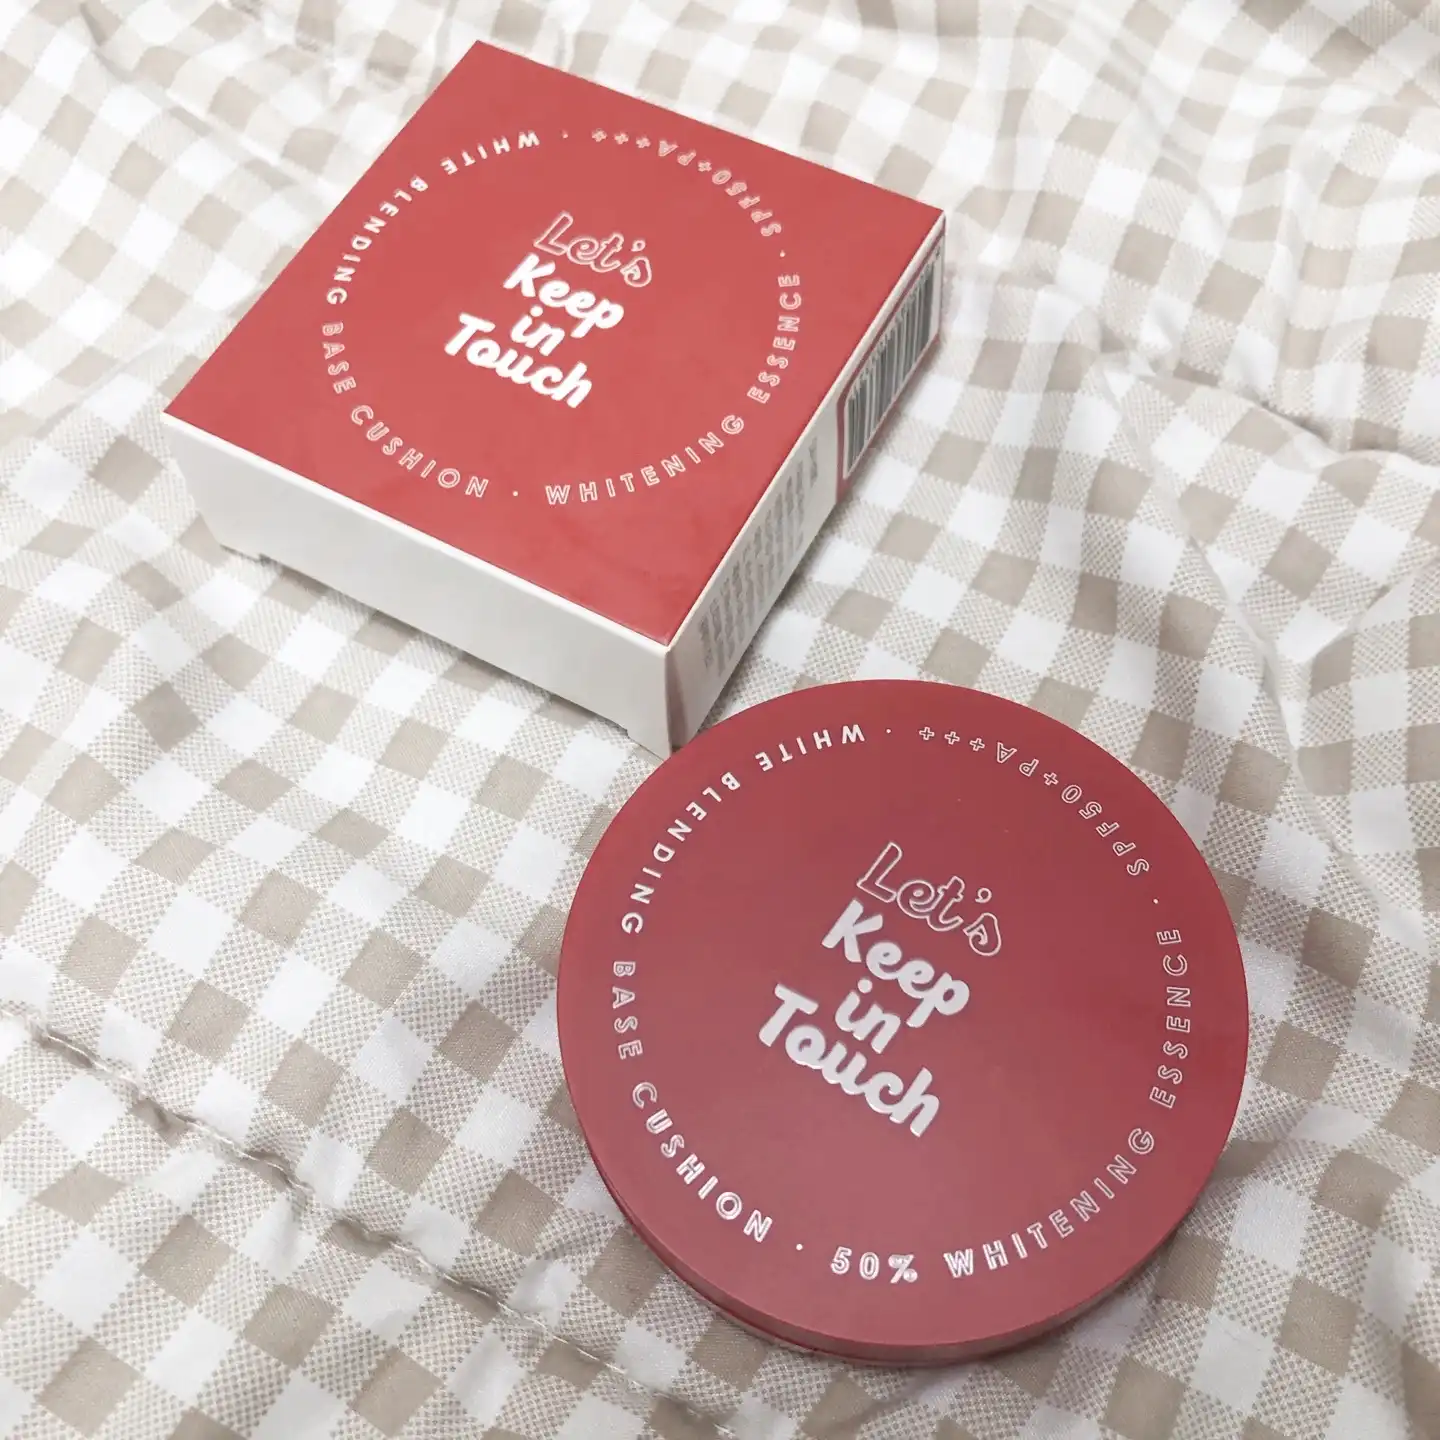 Let's
Keep
in
Touch
WHITE BLENDING BASE CUSHION · WHITENING ESSENCE · SPF50+PA+++ ·
Let's
Keep
in
Touch
WHITE BLENDING BASE CUSHION · 50% WHITENING ESSENCE · SPF50+PA+++ ·